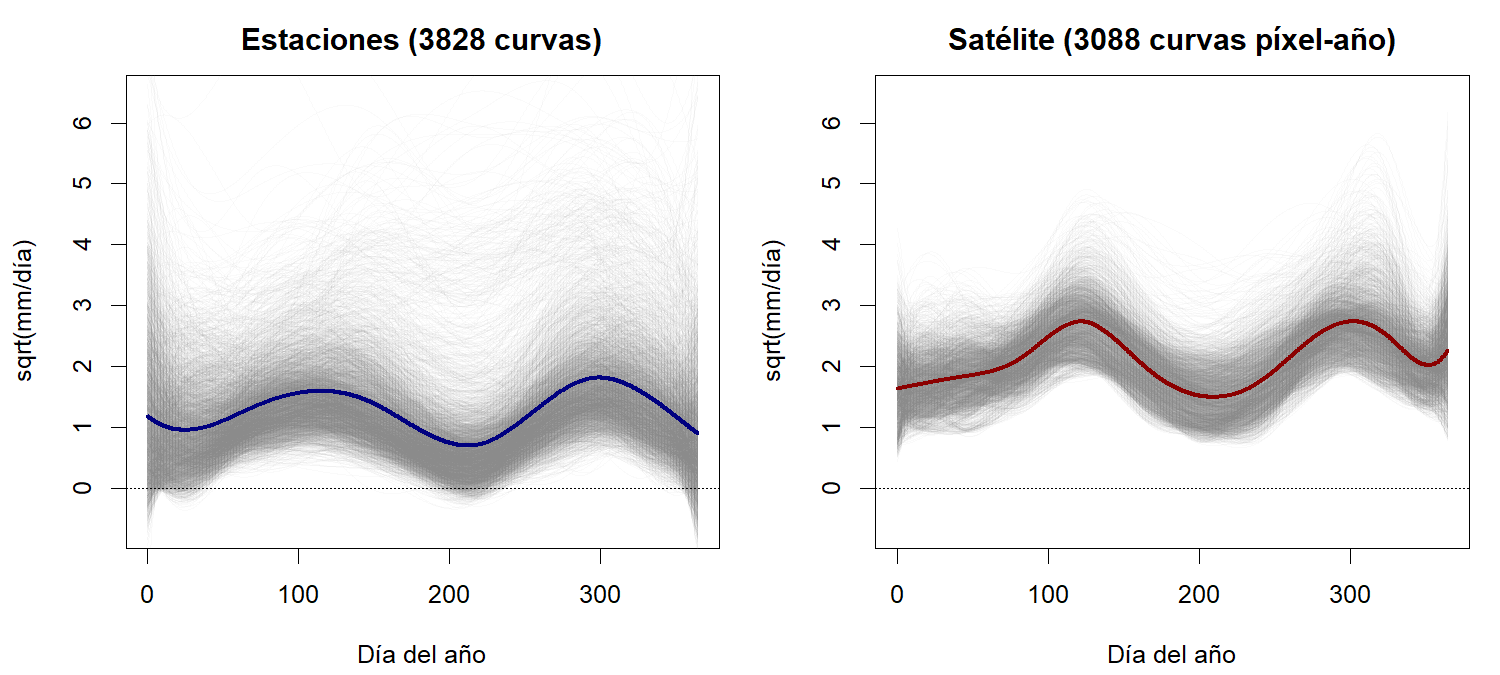 Estaciones (3828 curvas)
sqrt(mm/día)
6
5
4
3
2
1
0
0 100 200 300
Día del año
Satélite (3088 curvas píxel-año)
sqrt(mm/día)
6
5
4
3
2
1
0
0 100 200 300
Día del año